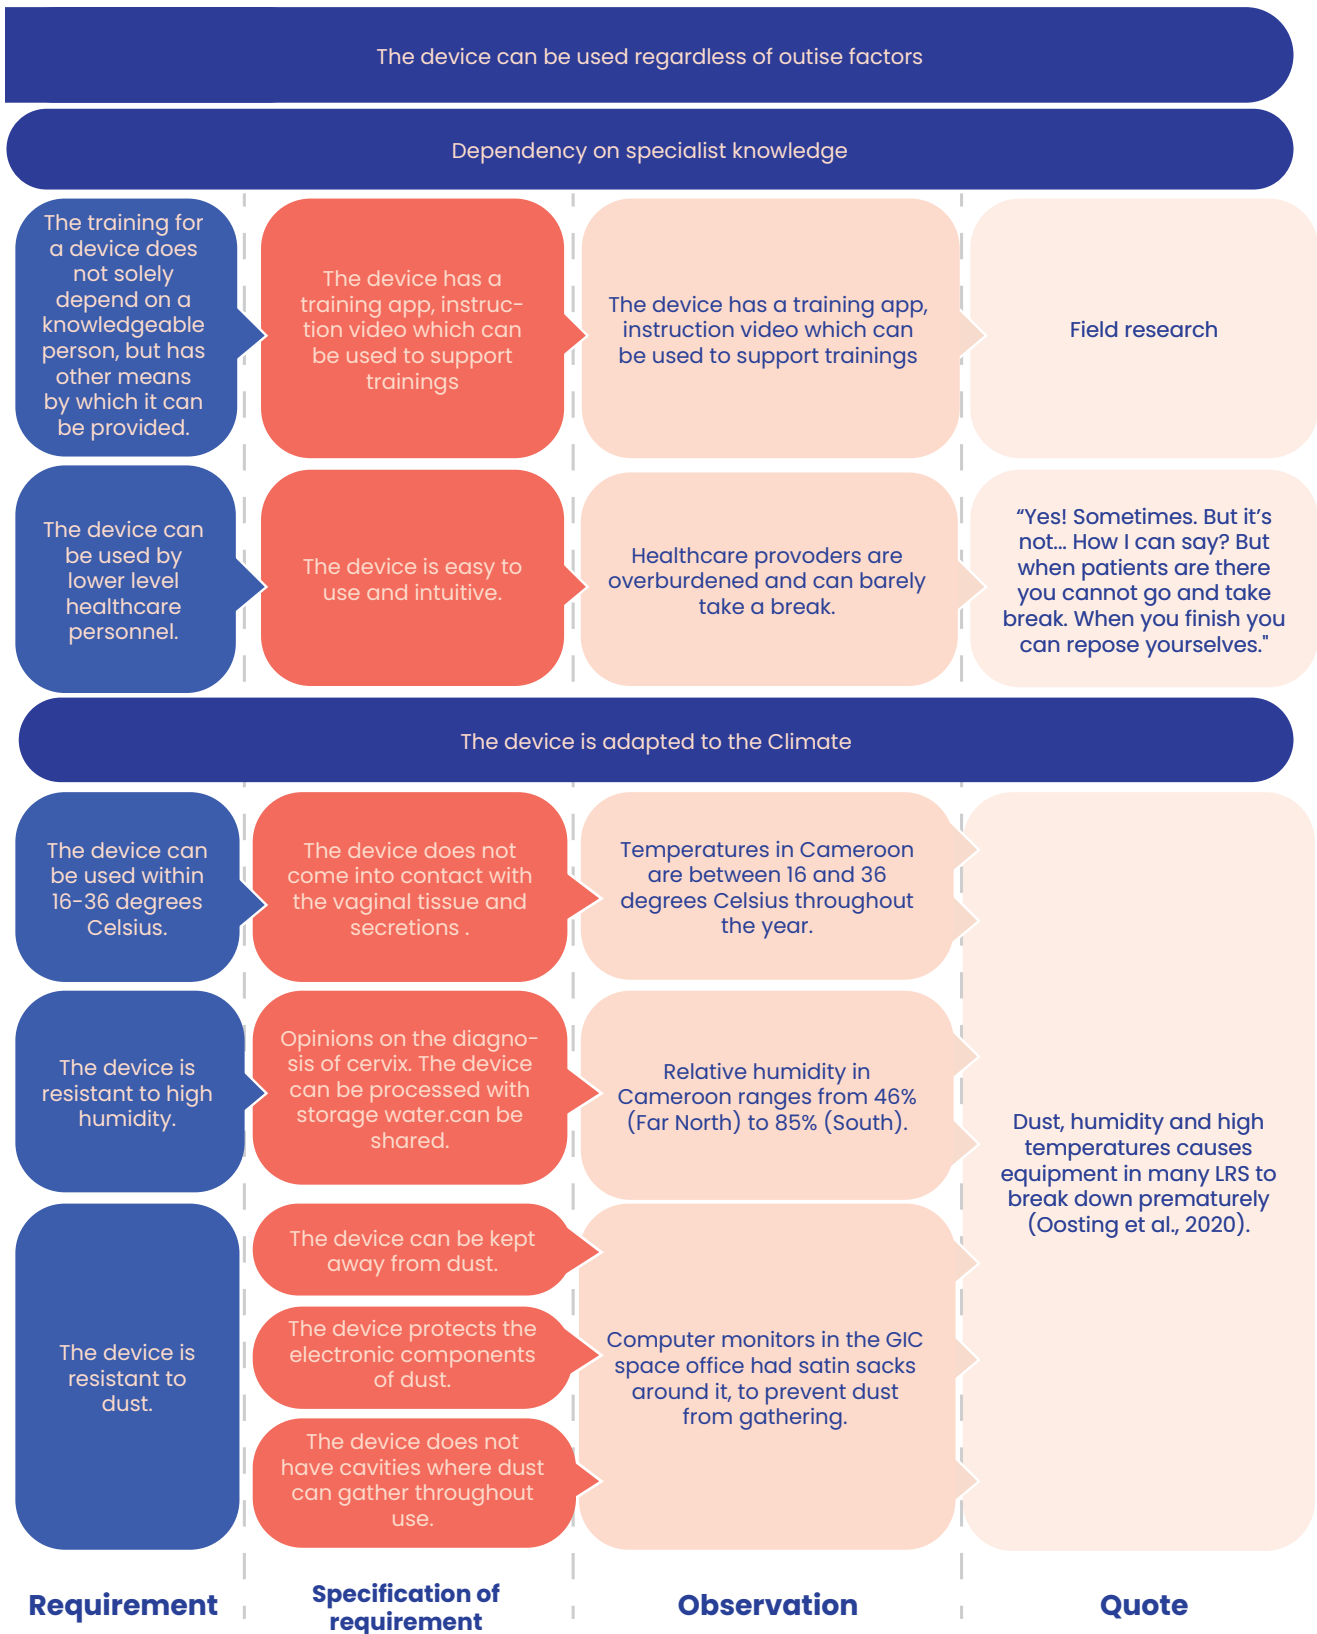 The device can be used regardless of outise factors
Dependency on specialist knowledge
The training for
a device does
not solely
depend on a
knowledgeable
person, but has
other means
by which it can
be provided.
The device has a
training app, instruc-
tion video which can
be used to support
trainings
The device has a training app,
instruction video which can
be used to support trainings
Field research
The device can
be used by
lower level
healthcare
personnel.
The device is easy to
use and intuitive.
Healthcare provoders are
overburdened and can barely
take a break.
“Yes! Sometimes. But it’s
not... How I can say? But
when patients are there
you cannot go and take
break. When you finish you
can repose yourselves."
The device is adapted to the Climate
The device can
be used within
16-36 degrees
Celsius.
The device does not
come into contact with
the vaginal tissue and
secretions .
Temperatures in Cameroon
are between 16 and 36
degrees Celsius throughout
the year.
The device is
resistant to high
humidity.
Opinions on the diagno-
sis of cervix. The device
can be processed with
storage water.can be
shared.
Relative humidity in
Cameroon ranges from 46%
(Far North) to 85% (South).
Dust, humidity and high
temperatures causes
equipment in many LRS to
break down prematurely
(Oosting et al., 2020).
The device is
resistant to
dust.
The device can be kept
away from dust.
The device protects the
electronic components
of dust.
The device does not
have cavities where dust
can gather throughout
use.
Computer monitors in the GIC
space office had satin sacks
around it, to prevent dust
from gathering.
Requirement
Specification of
requirement
Observation
Quote